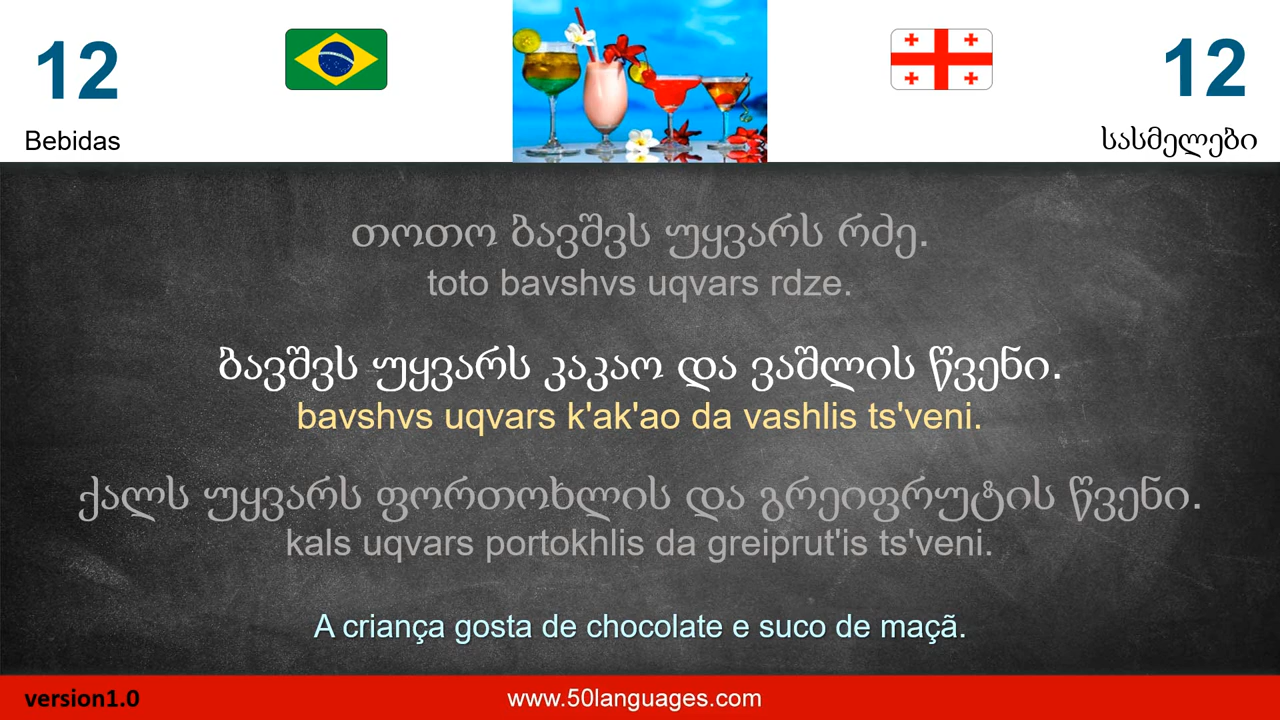 12
12
Bebidas
სასმელები
თოთო ბავშვს უყვარს რძე.
toto bavshvs uqvars rdze.
ბავშვს უყვარს კაკაო და ვაშლის წვენი.
bavshvs uqvars k'ak'ao da vashlis ts'veni.
ქალს უყვარს ფორთოხლის და გრეიფრუტის წვენი.
kals uqvars portokhlis da greiprut'is ts'veni.
A criança gosta de chocolate e suco de maçã.
version1.0
www.50languages.com